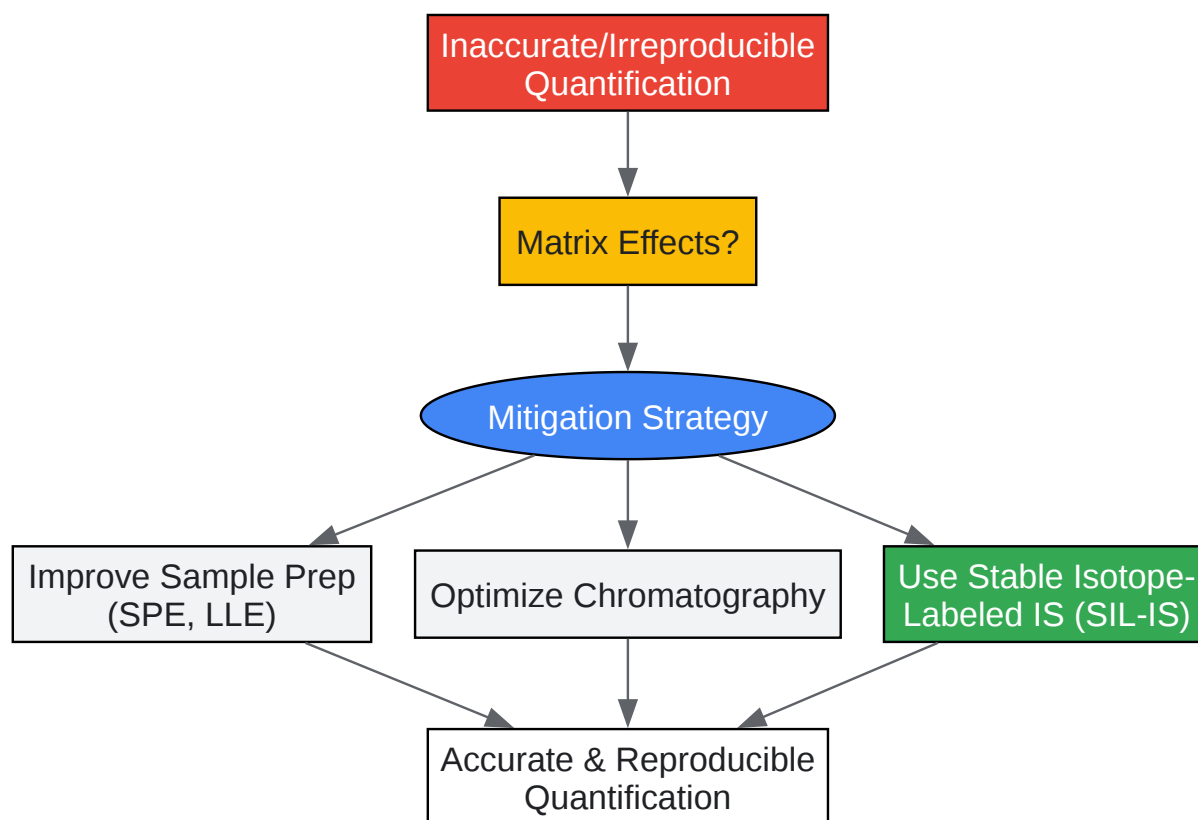 Inaccurate/Irreproducible
Quantification
Matrix Effects?
Mitigation Strategy
Improve Sample Prep
(SPE, LLE)
Optimize Chromatography
Use Stable Isotope-
Labeled IS (SIL-IS)
Accurate & Reproducible
Quantification